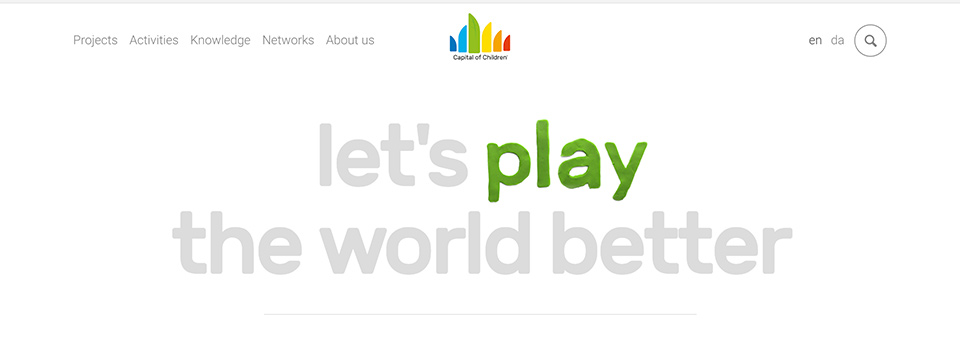 Projects Activities Knowledge Networks About us
Capital of Children
en da
let's play
the world better